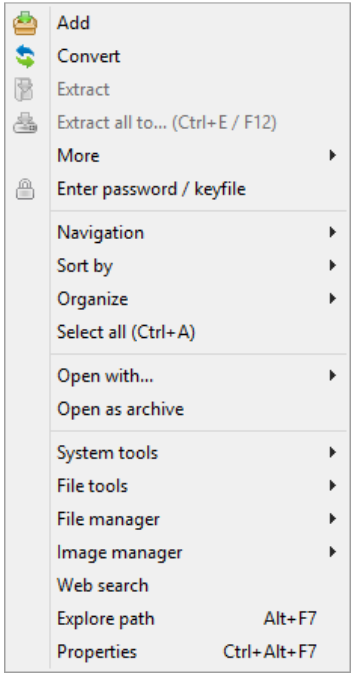 Add
Convert
Extract
Extract all to... (Ctrl+E / F12)
More
Enter password / keyfile
Navigation
Sort by
Organize
Select all (Ctrl+A)
Open with...
Open as archive
System tools
File tools
File manager
Image manager
Web search
Explore path Alt+F7
Properties Ctrl+Alt+F7